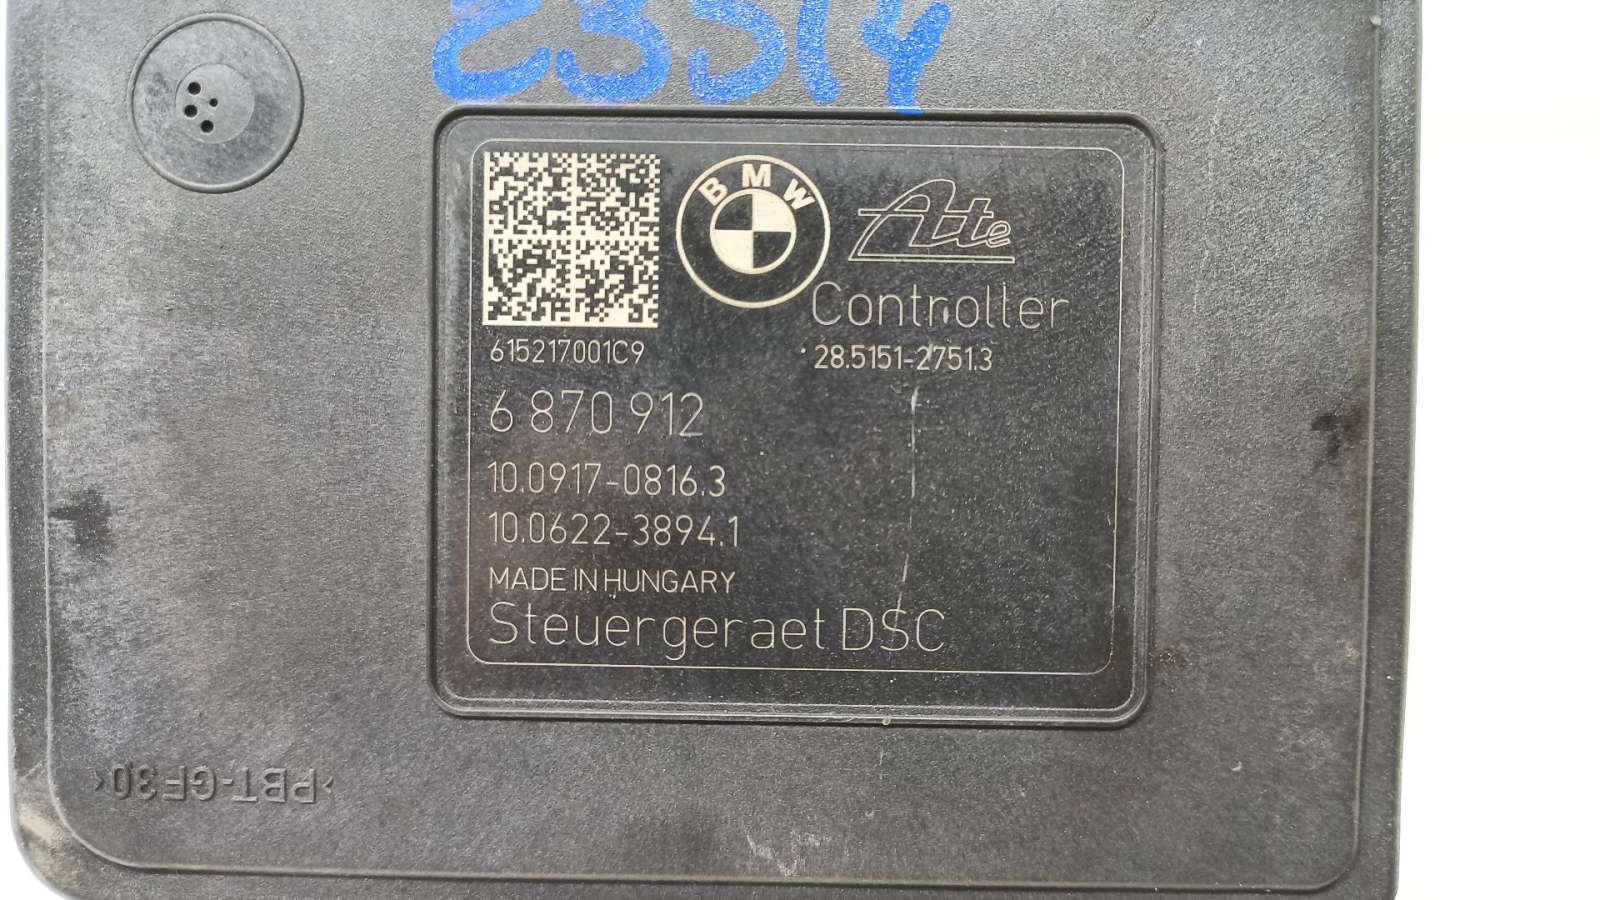 BMW
Ate
Controller
615217001C9
28.5151-2751.3
6 870 912
10.0917-0816.3
10.0622-3894.1
MADE IN HUNGARY
Steuergeraet DSC
>PBT-GF30<